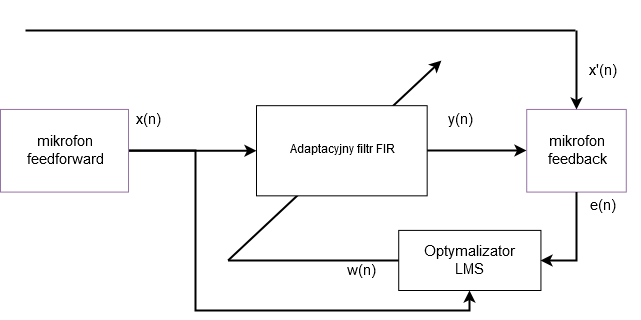 x'(n)
mikrofon
feedforward
x(n)
Adaptacyjny filtr FIR
y(n)
mikrofon
feedback
e(n)
Optymalizator
LMS
w(n)